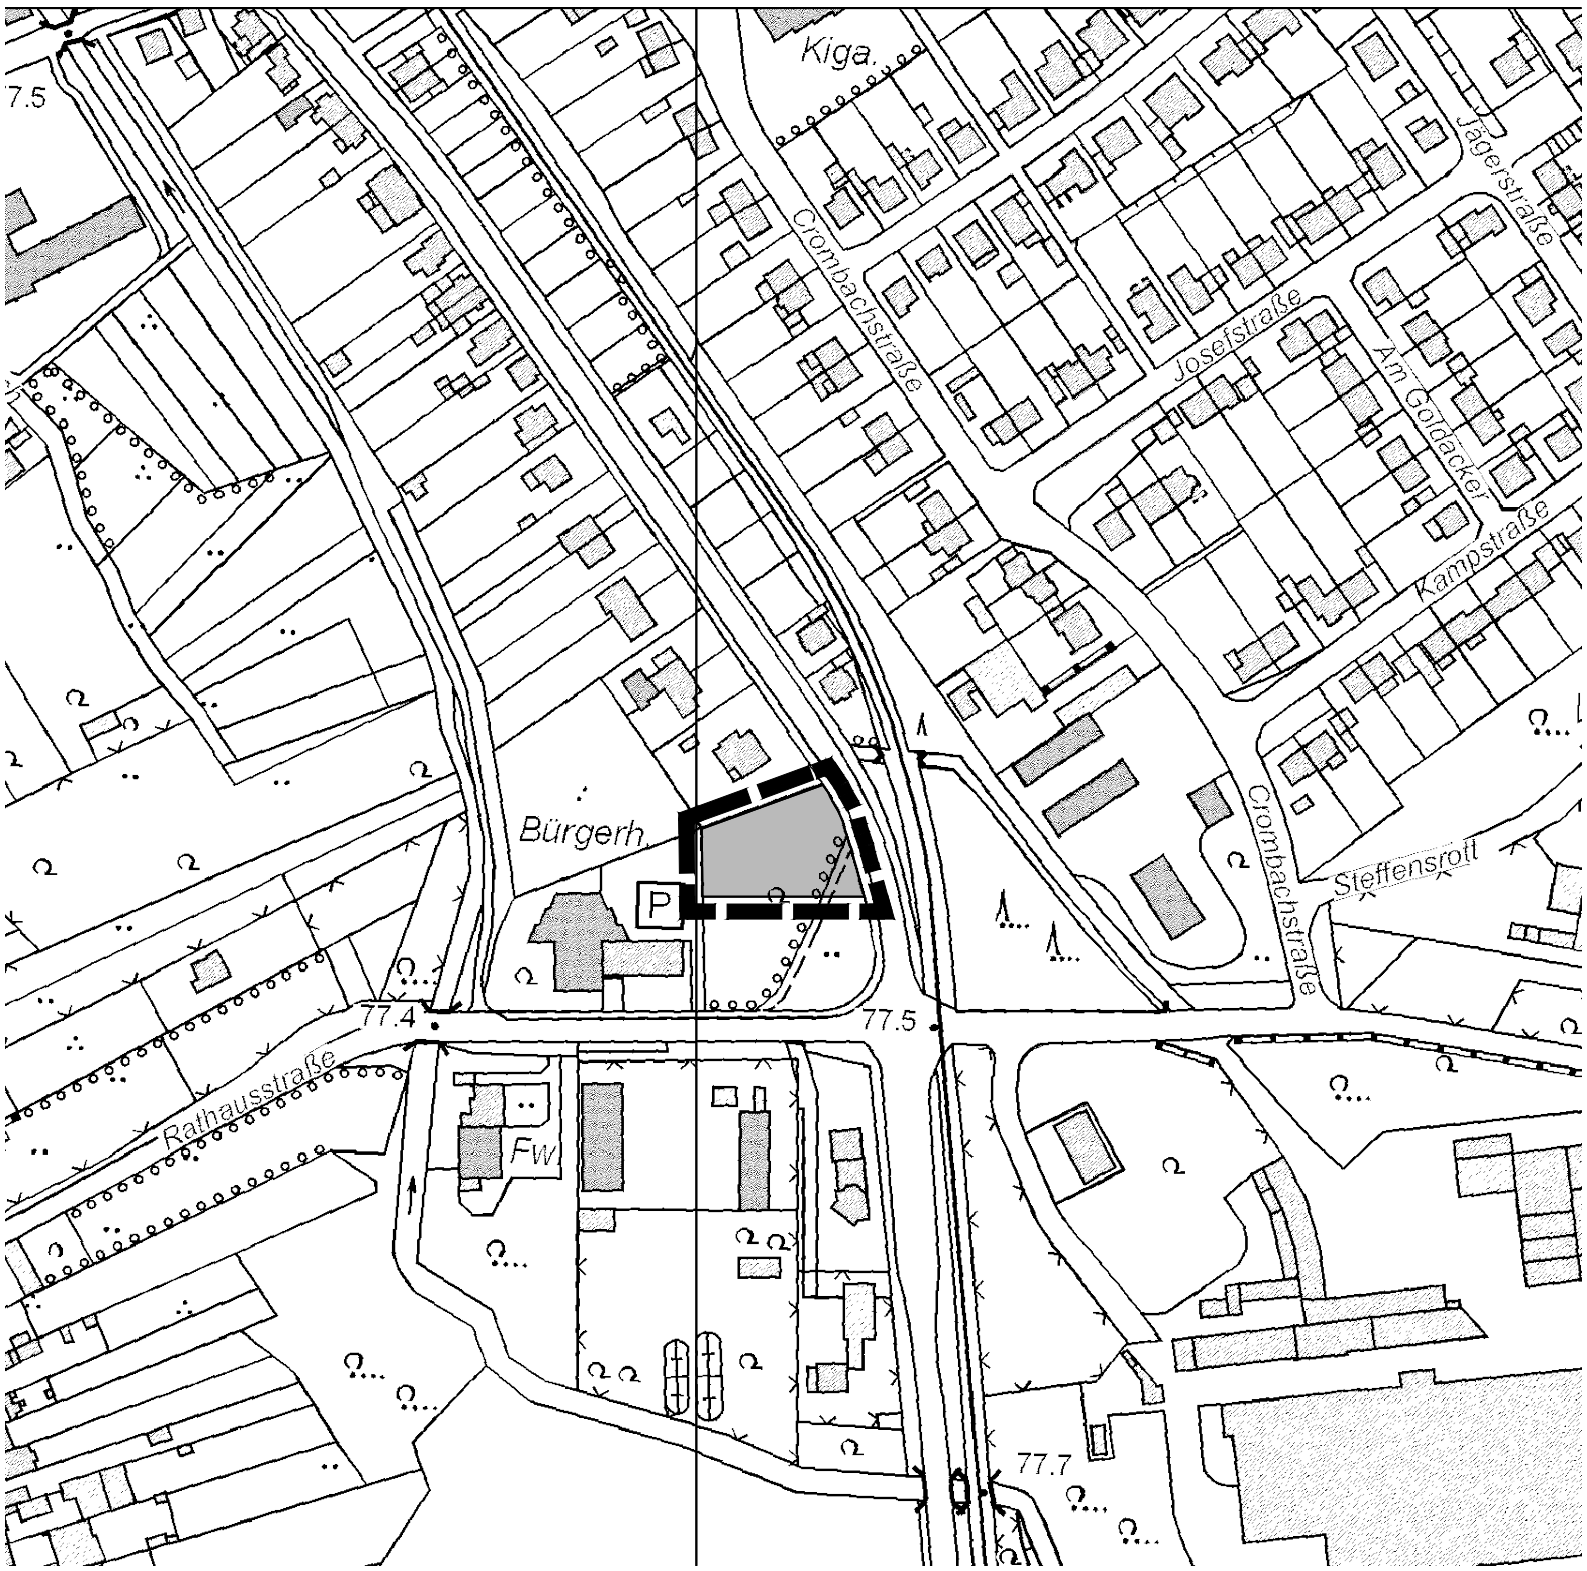 Kiga.
7.5
Jägerstraße
Crombachstraße
Josefstraße
Am Goldacker
Kampstraße
Bürgerh.
P
Crombachstraße
Steffensrott
77.4
77.5
Rathausstraße
Fw
77.7